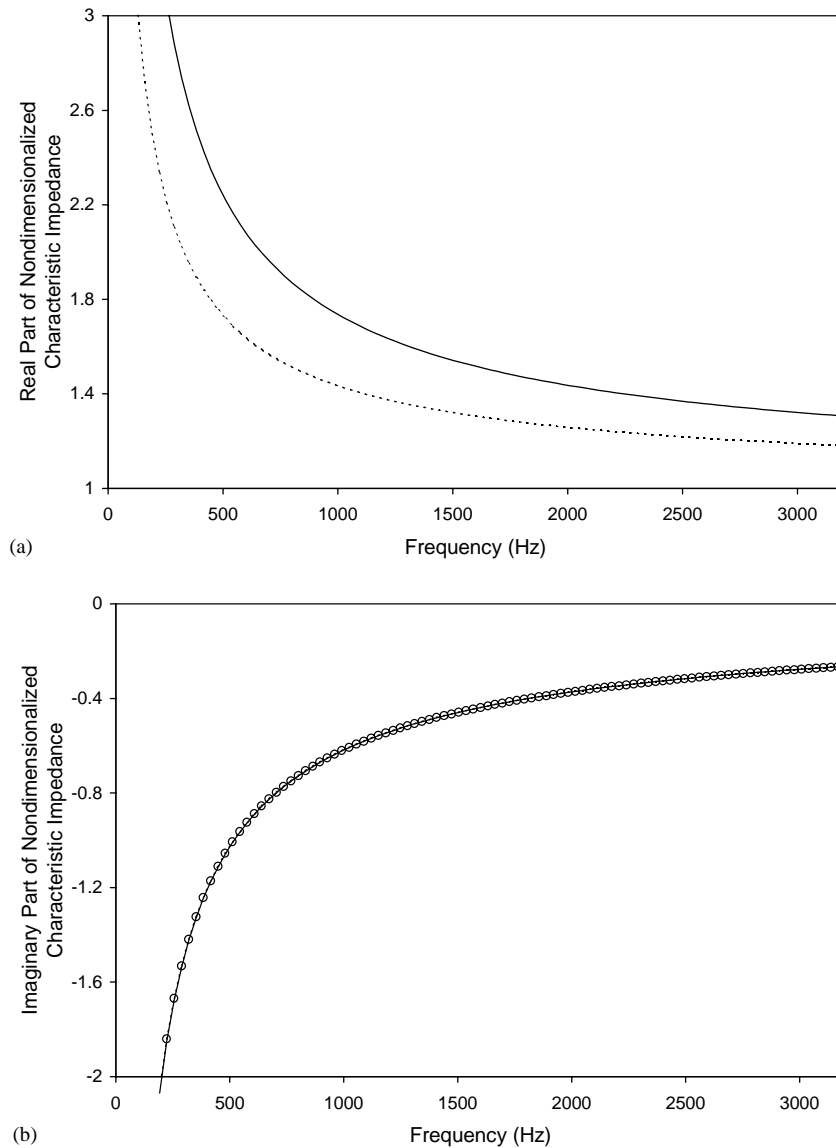 3
2.6
2.2
1.8
1.4
1
Real Part of Nondimensionalized
Characteristic Impedance
0 500 1000 1500 2000 2500 3000
(a)
Frequency (Hz)
0
-0.4
-0.8
-1.2
-1.6
-2
Imaginary Part of Nondimensionalized
Characteristic Impedance
0 500 1000 1500 2000 2500 3000
(b)
Frequency (Hz)